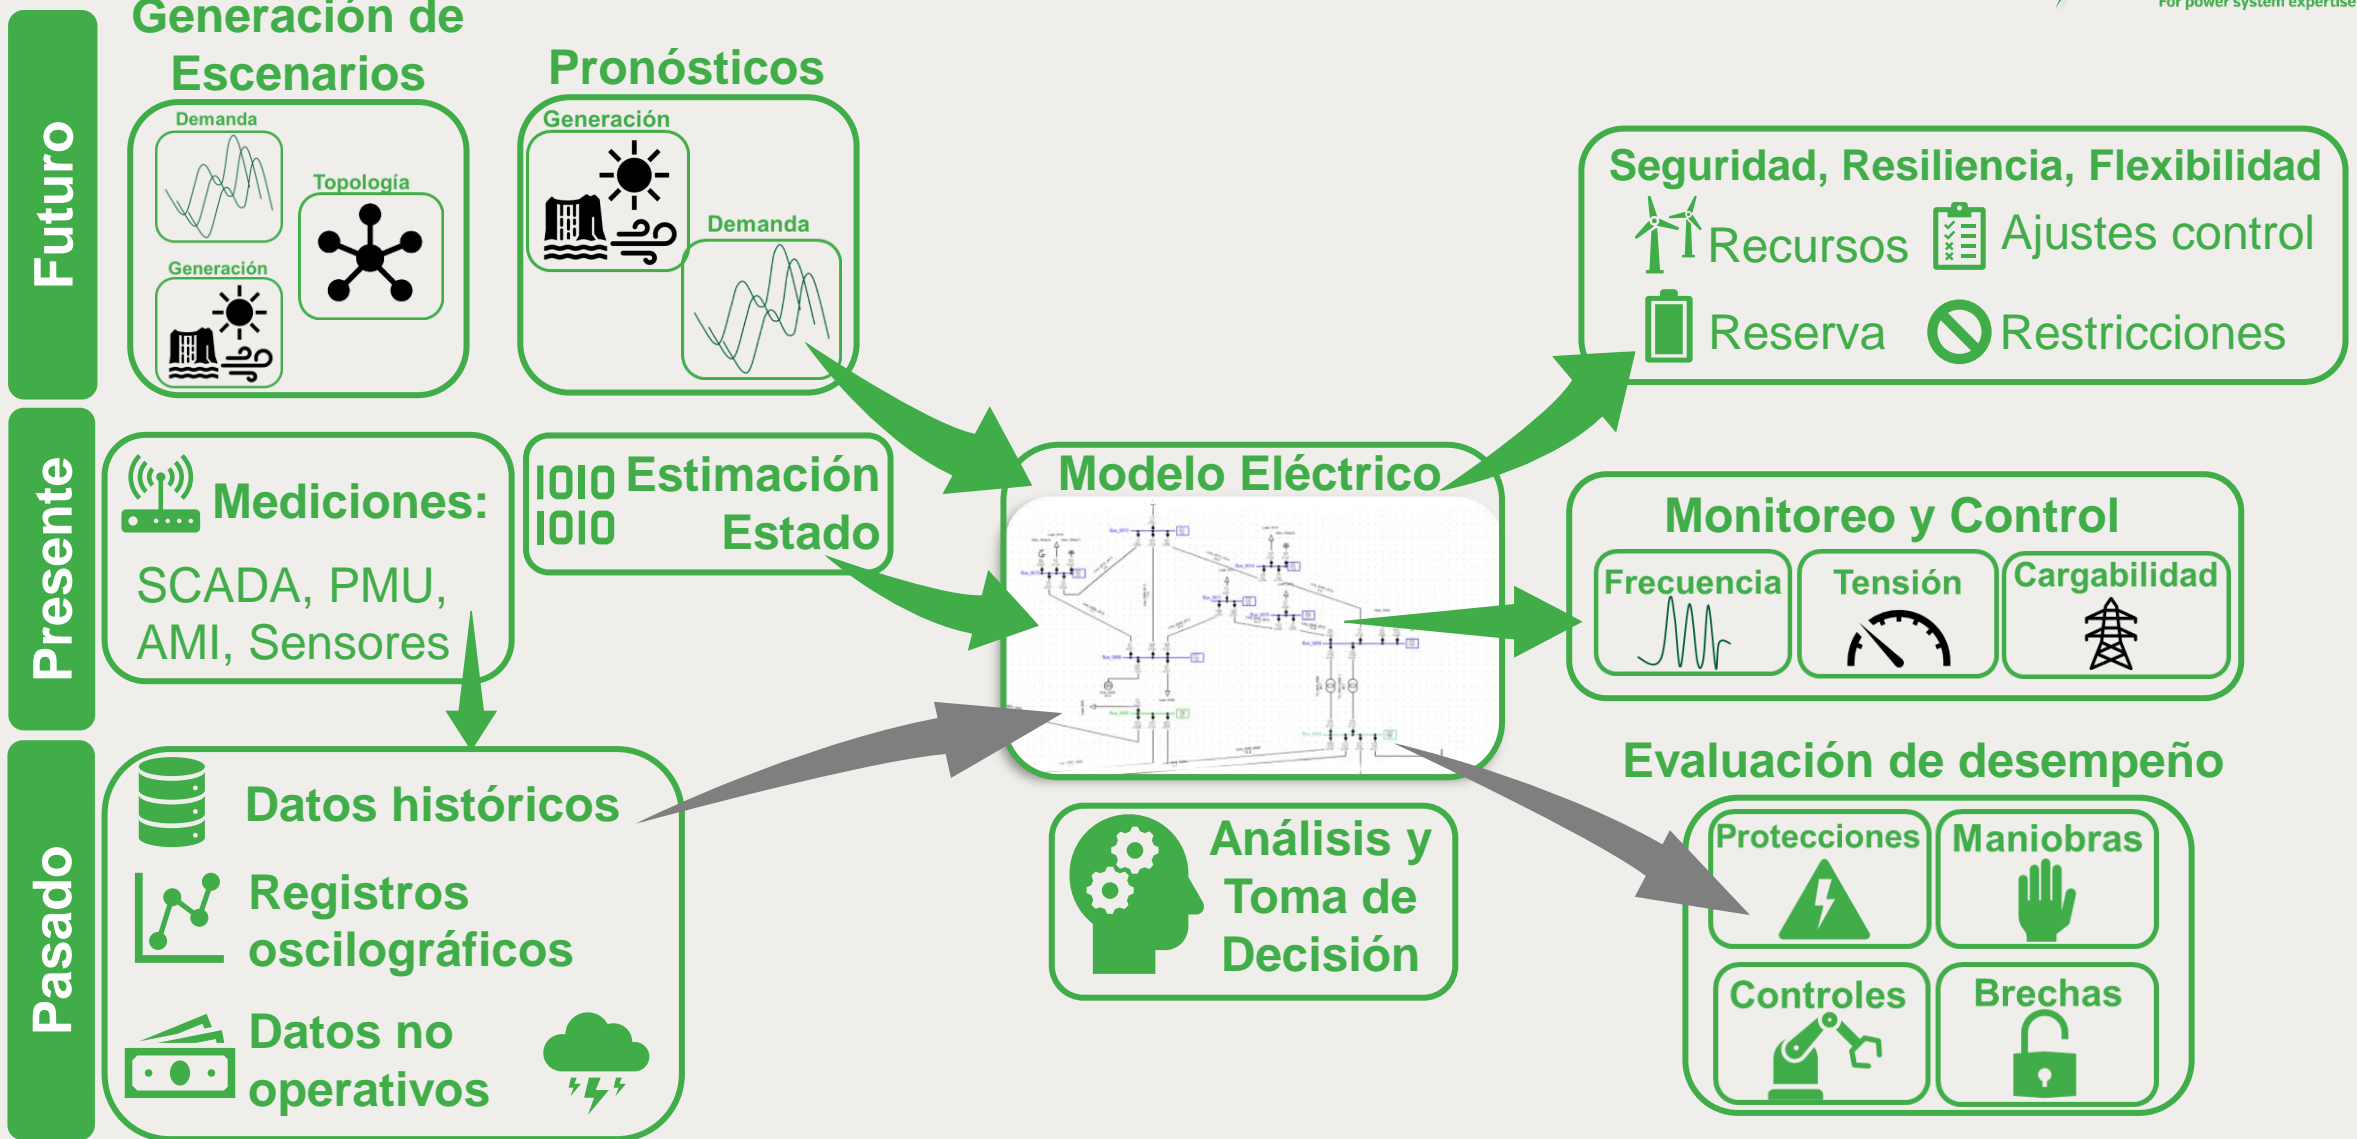 For power system expertise
Generación de
Escenarios
Pronósticos
Futuro
Demanda
Topología
Generación
Generación
Demanda
Seguridad, Resiliencia, Flexibilidad
Recursos
Ajustes control
Reserva
Restricciones
Presente
Mediciones:
SCADA, PMU,
AMI, Sensores
1010
1010
Estimación
Estado
Modelo Eléctrico
Monitoreo y Control
Frecuencia
Tensión
Cargabilidad
Pasado
Datos históricos
Registros
oscilográficos
Datos no
operativos
Análisis y
Toma de
Decisión
Evaluación de desempeño
Protecciones
Maniobras
Controles
Brechas